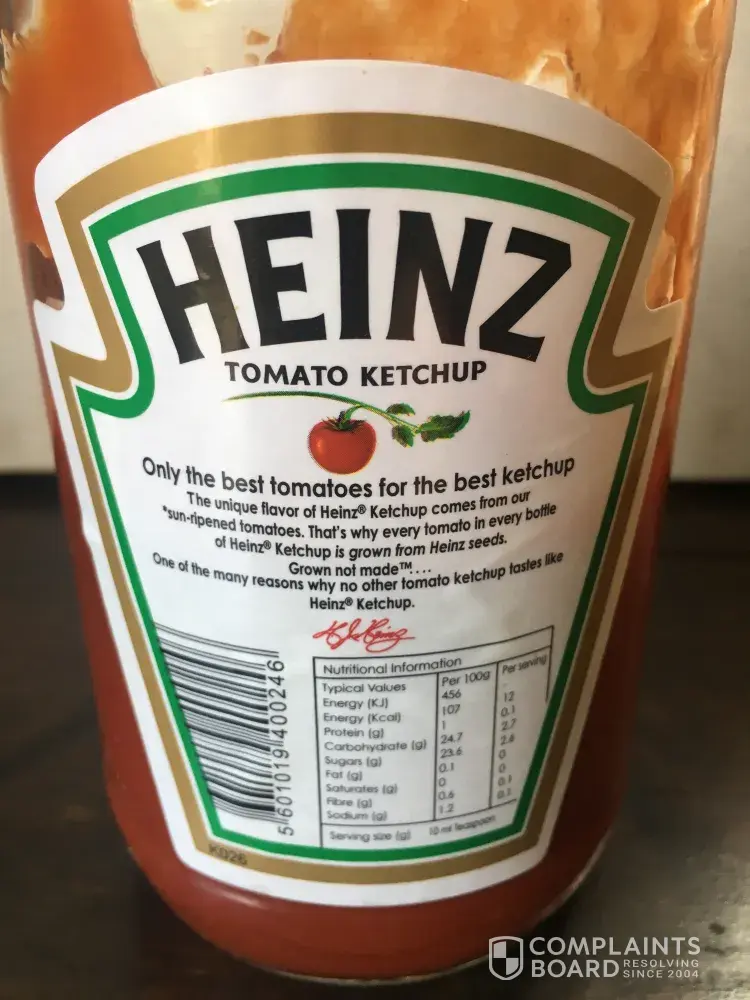 HEINZ
TOMATO KETCHUP
Only the best tomatoes for the best ketchup
The unique flavor of Heinz® Ketchup comes from our
*sun-ripened tomatoes. That's why every tomato in every bottle
of Heinz® Ketchup is grown from Heinz seeds.
Grown not made™....
One of the many reasons why no other tomato ketchup tastes like
Heinz® Ketchup.
Nutritional Information
Typical Values Per 100g Per serving
Energy (KJ) 456 -
Energy (Kcal) 107 12
Protein (g) 1 0.1
Carbohydrate (g) 24.7 2.7
Sugars (g) 23.6 2.6
Fat (g) 0.1 0
Saturates (g) 0 0
Fibre (g) 0.6 0.1
Sodium (g) 1.2 0.1
Serving size (g) 10 ml teaspoon
5 601019 400246
K026
COMPLAINTS
BOARD RESOLVING
SINCE 2004